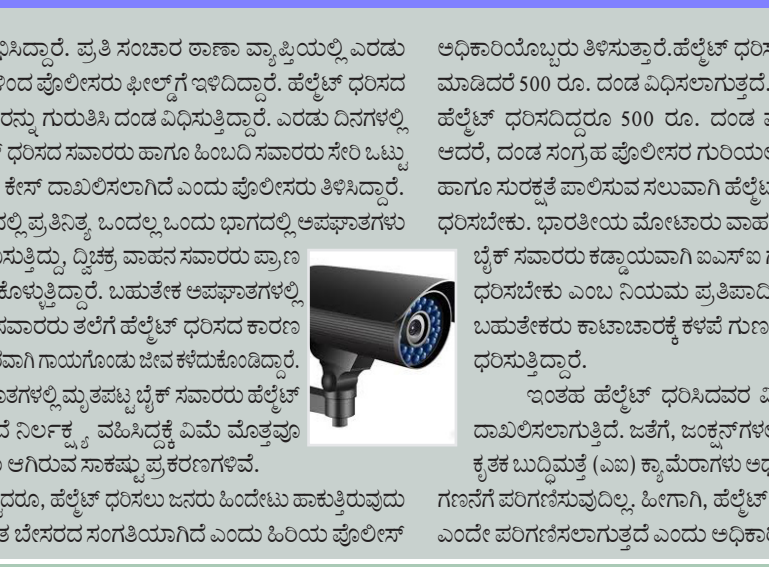 ಧಿಸಿದ್ದಾರೆ. ಪ್ರತಿ ಸಂಚಾರ ಠಾಣಾ ವ್ಯಾಪ್ತಿಯಲ್ಲಿ ಎರಡು
ಳಿಂದ ಪೊಲೀಸರು ಫೀಲ್ಡ್‌ಗೆ ಇಳಿದಿದ್ದಾರೆ. ಹೆಲ್ಮೆಟ್ ಧರಿಸದ
ರನ್ನು ಗುರುತಿಸಿ ದಂಡ ವಿಧಿಸುತ್ತಿದ್ದಾರೆ. ಎರಡು ದಿನಗಳಲ್ಲಿ
ಧರಿಸದ ಸವಾರರು ಹಾಗೂ ಹಿಂಬದಿ ಸವಾರರು ಸೇರಿ ಒಟ್ಟು
ಕೇಸ್ ದಾಖಲಿಸಲಾಗಿದೆ ಎಂದು ಪೊಲೀಸರು ತಿಳಿಸಿದ್ದಾರೆ.
ದಲ್ಲಿ ಪ್ರತಿನಿತ್ಯ ಒಂದಲ್ಲ ಒಂದು ಭಾಗದಲ್ಲಿ ಅಪಘಾತಗಳು
ಸುತ್ತಿದ್ದು, ದ್ವಿಚಕ್ರ ವಾಹನ ಸವಾರರು ಪ್ರಾಣ
ಕೊಳ್ಳುತ್ತಿದ್ದಾರೆ. ಬಹುತೇಕ ಅಪಘಾತಗಳಲ್ಲಿ
ಸವಾರರು ತಲೆಗೆ ಹೆಲ್ಮೆಟ್ ಧರಿಸದ ಕಾರಣ
ರವಾಗಿ ಗಾಯಗೊಂಡು ಜೀವ ಕಳೆದುಕೊಂಡಿದ್ದಾರೆ.
ಾತಗಳಲ್ಲಿ ಮೃತಪಟ್ಟ ಬೈಕ್ ಸವಾರರು ಹೆಲ್ಮೆಟ್
ದೆ ನಿರ್ಲಕ್ಷ್ಯ ವಹಿಸಿದ್ದಕ್ಕೆ ವಿಮೆ ಮೊತ್ತವೂ
ಆಗಿರುವ ಸಾಕಷ್ಟು ಪ್ರಕರಣಗಳಿವೆ.
ದರೂ, ಹೆಲ್ಮೆಟ್ ಧರಿಸಲು ಜನರು ಹಿಂದೇಟು ಹಾಕುತ್ತಿರುವುದು
ತ ಬೇಸರದ ಸಂಗತಿಯಾಗಿದೆ ಎಂದು ಹಿರಿಯ ಪೊಲೀಸ್
ಅಧಿಕಾರಿಯೊಬ್ಬರು ತಿಳಿಸುತ್ತಾರೆ.ಹೆಲ್ಮೆಟ್ ಧರಿಸ
ಮಾಡಿದರೆ 500 ರೂ. ದಂಡ ವಿಧಿಸಲಾಗುತ್ತದೆ.
ಹೆಲ್ಮೆಟ್ ಧರಿಸದಿದ್ದರೂ 500 ರೂ. ದಂಡ
ಆದರೆ, ದಂಡ ಸಂಗ್ರಹ ಪೊಲೀಸರ ಗುರಿಯಲ
ಹಾಗೂ ಸುರಕ್ಷತೆ ಪಾಲಿಸುವ ಸಲುವಾಗಿ ಹೆಲ್ಮೆಟ
ಧರಿಸಬೇಕು. ಭಾರತೀಯ ಮೋಟಾರು ವಾಹ
ಬೈಕ್ ಸವಾರರು ಕಡ್ಡಾಯವಾಗಿ ಐಎಸ್‌ಐ
ಧರಿಸಬೇಕು ಎಂಬ ನಿಯಮ ಪ್ರತಿಪಾದಿ
ಬಹುತೇಕರು ಕಾಟಾಚಾರಕ್ಕೆ ಕಳಪೆ ಗುಣ
ಧರಿಸುತ್ತಿದ್ದಾರೆ.
ಇಂತಹ ಹೆಲ್ಮೆಟ್ ಧರಿಸಿದವರ ವಿ
ದಾಖಲಿಸಲಾಗುತ್ತಿದೆ. ಜತೆಗೆ, ಜಂಕ್ಷನ್‌ಗಳಲ
ಕೃತಕ ಬುದ್ಧಿಮತ್ತೆ (ಎಐ) ಕ್ಯಾಮೆರಾಗಳು ಅಧ
ಗಣನೆಗೆ ಪರಿಗಣಿಸುವುದಿಲ್ಲ. ಹೀಗಾಗಿ, ಹೆಲ್ಮೆಟ್
ಎಂದೇ ಪರಿಗಣಿಸಲಾಗುತ್ತದೆ ಎಂದು ಅಧಿಕಾರಿ